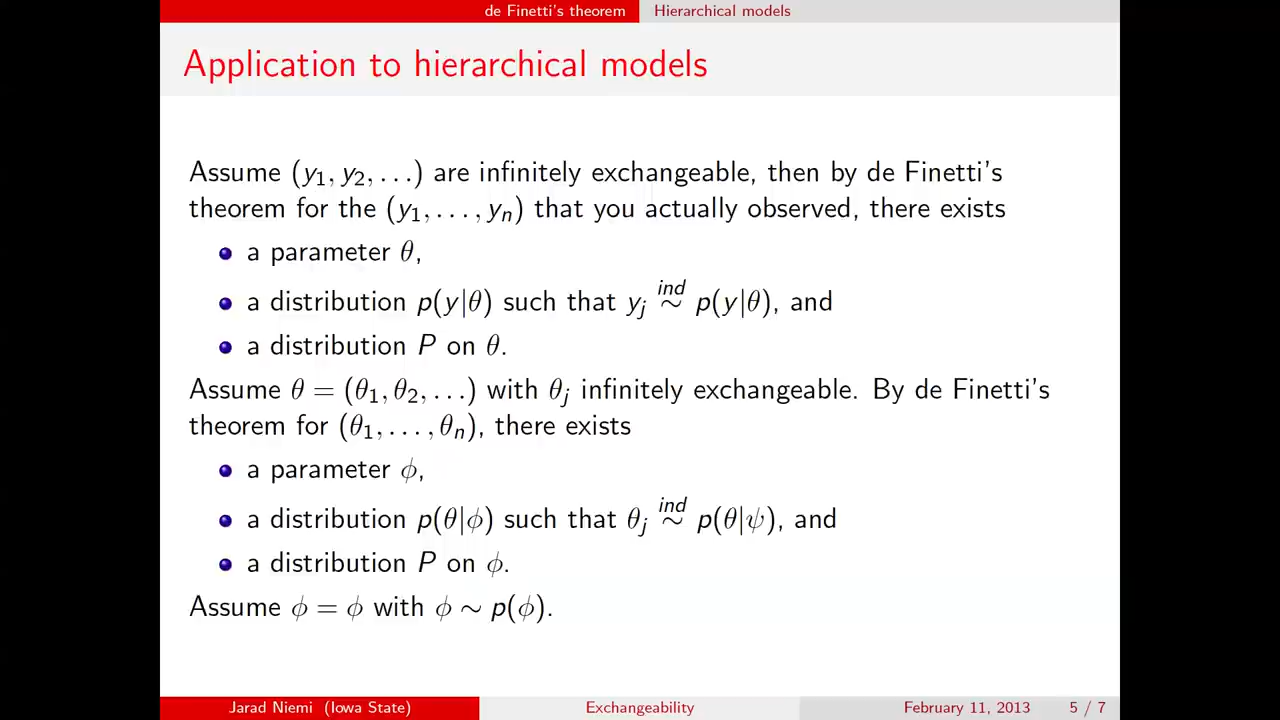 de Finetti's theorem Hierarchical models
Application to hierarchical models
Assume (y₁, y₂, . . .) are infinitely exchangeable, then by de Finetti's
theorem for the (y₁, . . . , yₙ) that you actually observed, there exists
a parameter θ,
a distribution p(y|θ) such that yⱼ ind ∼ p(y|θ), and
a distribution P on θ.
Assume θ = (θ₁, θ₂, . . .) with θⱼ infinitely exchangeable. By de Finetti's
theorem for (θ₁, . . . , θₙ), there exists
a parameter ϕ,
a distribution p(θ|ϕ) such that θⱼ ind ∼ p(θ|ψ), and
a distribution P on ϕ.
Assume ϕ = ϕ with ϕ ∼ p(ϕ).
Jarad Niemi (Iowa State) Exchangeability February 11, 2013 5 / 7